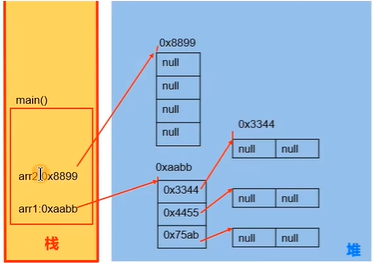 0x8899
null
null
null
null
main()
arr2:0x8899
arr1:0xaabb
栈
0xaabb
0x3344
0x4455
0x75ab
0x3344
null null
null null
null null
堆